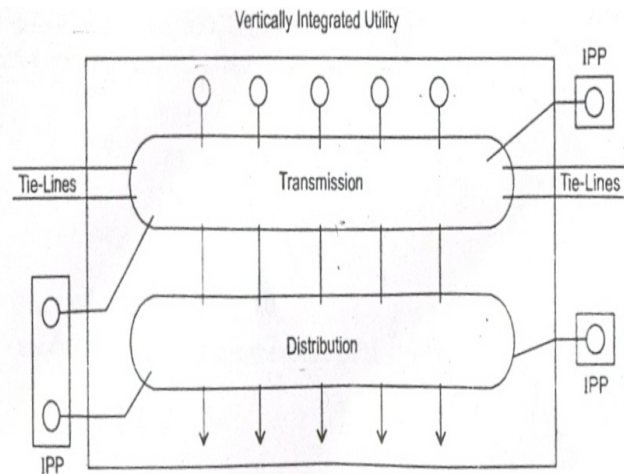 Vertically Integrated Utility
IPP
Tie-Lines
Transmission
Tie-Lines
Distribution
IPP
IPP